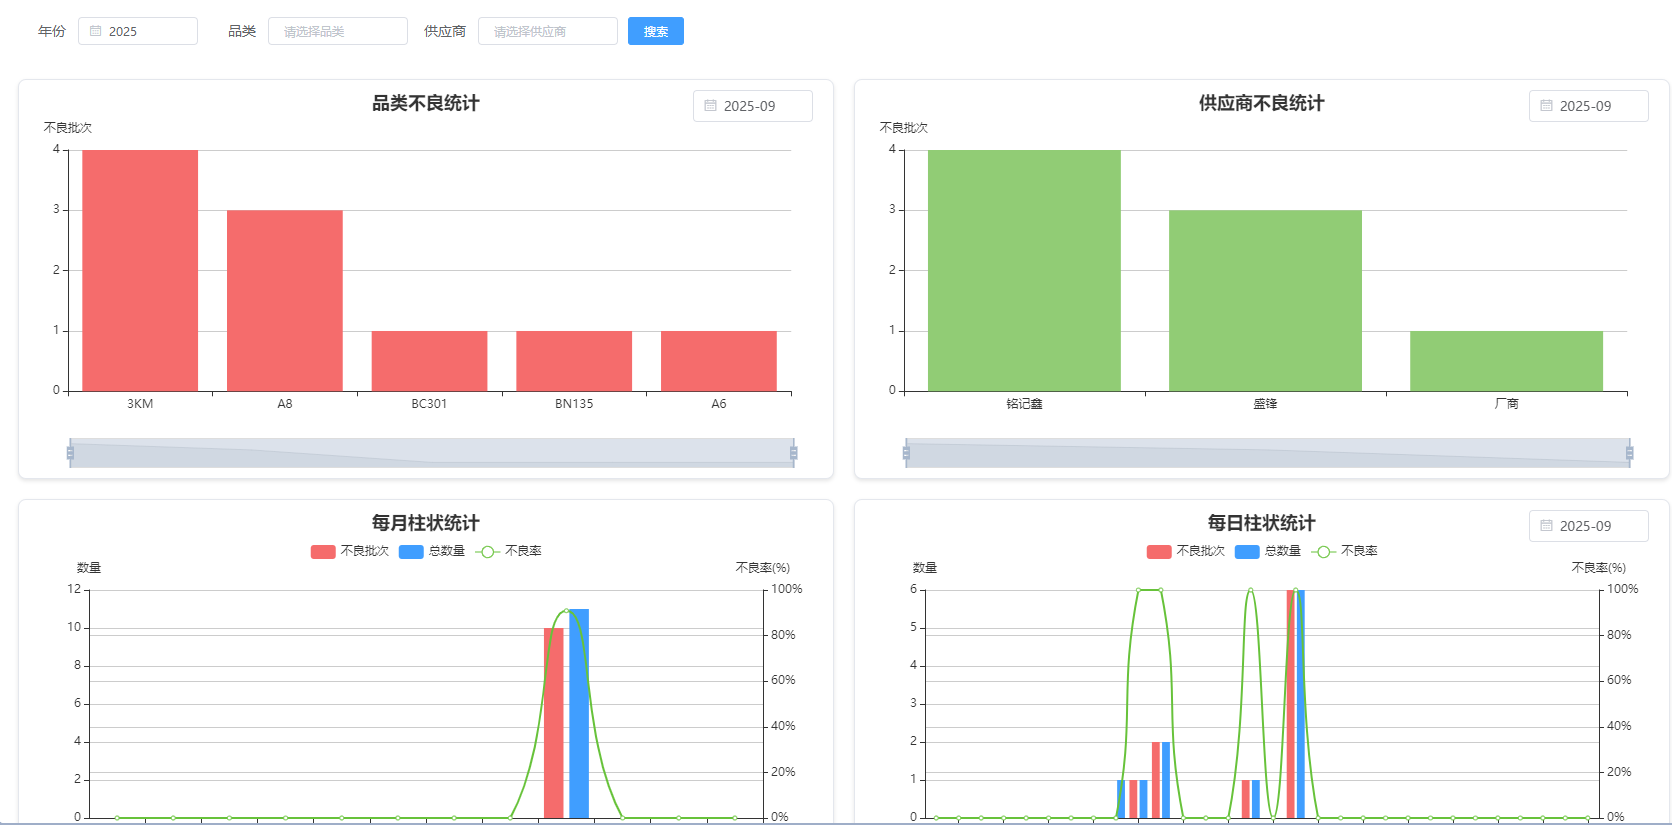 年份 2025 品类 请选择品类 供应商 请选择供应商 搜索
品类不良统计 2025-09
不良批次
4
3
2
1
0
3KM A8 BC301 BN135 A6
供应商不良统计 2025-09
不良批次
4
3
2
1
0
铭记鑫 盛锋 厂商
每月柱状统计
不良批次 总数量 不良率
数量 不良率(%)
12 100%
10 80%
8 60%
6 40%
4 20%
2 0%
0
每日柱状统计 2025-09
不良批次 总数量 不良率
数量 不良率(%)
6 100%
5 80%
4 60%
3 40%
2 20%
1 0%
0